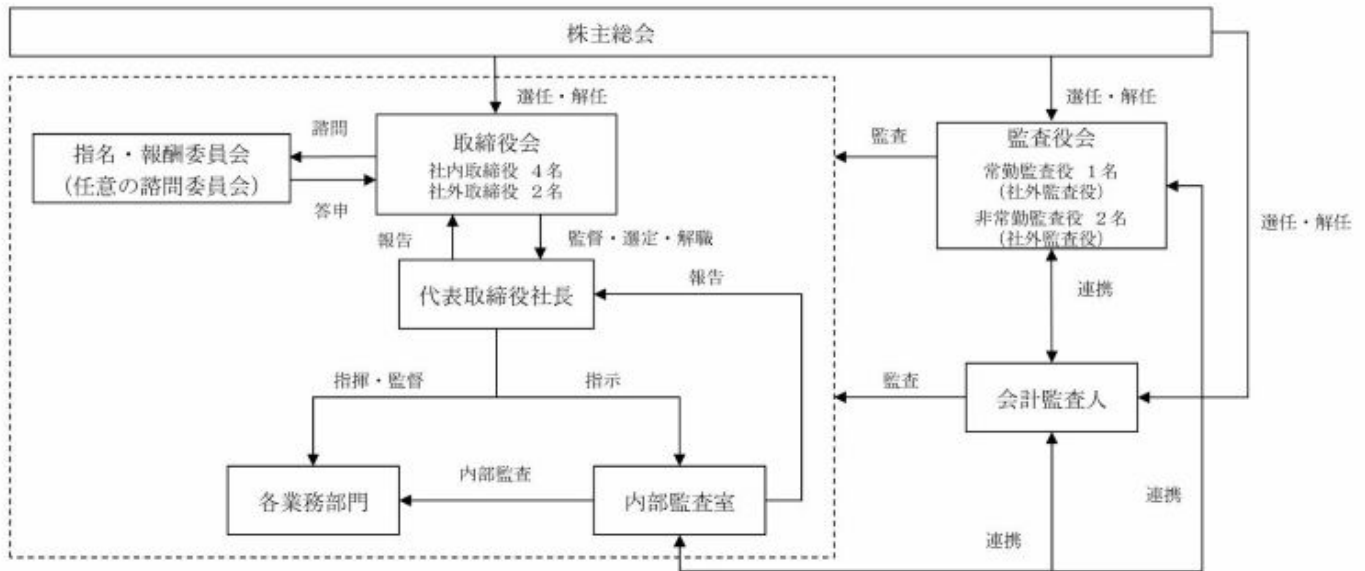 株主総会
選任・解任
選任・解任
諮問
取締役会
社内取締役 4名
社外取締役 2名
監査
監査役会
常勤監査役 1名
(社外監査役)
非常勤監査役 2名
(社外監査役)
指名・報酬委員会
(任意の諮問委員会)
答申
選任・解任
報告
監督・選定・解職
代表取締役社長
報告
連携
指揮・監督
指示
監査
会計監査人
各業務部門
内部監査
内部監査室
連携
連携